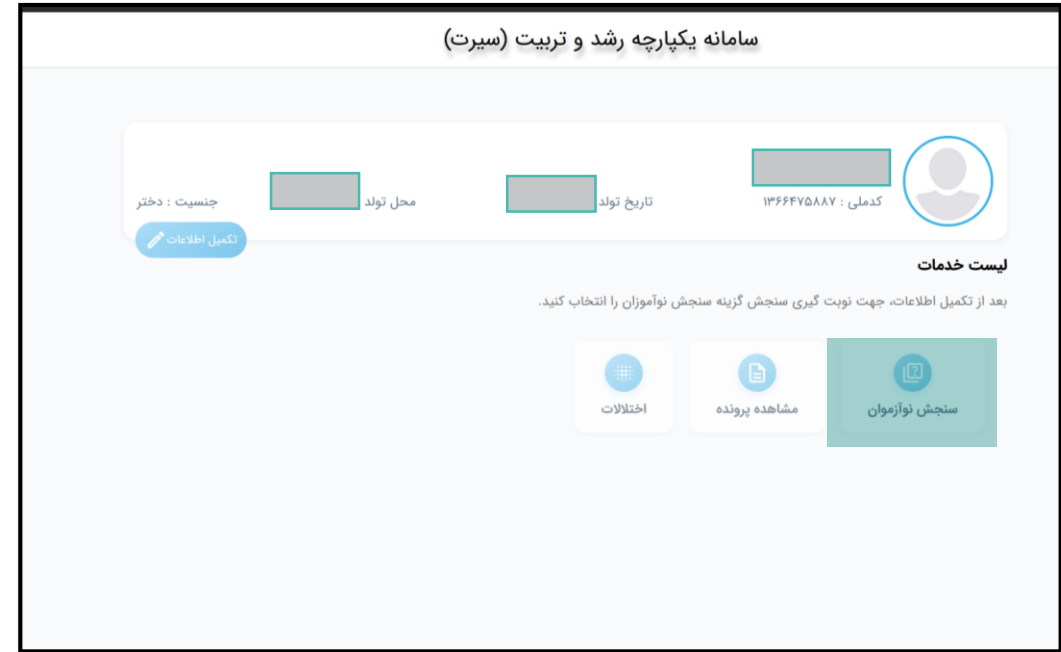 سامانه یکپارچه رشد و تربیت (سیرت)
کدملی : ۱۳۶۶۴۷۵۸۸۷
تاریخ تولد
محل تولد
جنسیت : دختر
تکمیل اطلاعات
لیست خدمات
بعد از تکمیل اطلاعات، جهت نوبت گیری سنجش گزینه سنجش نوآموزان را انتخاب کنید.
سنجش نوآزموان
مشاهده پرونده
اختلالات